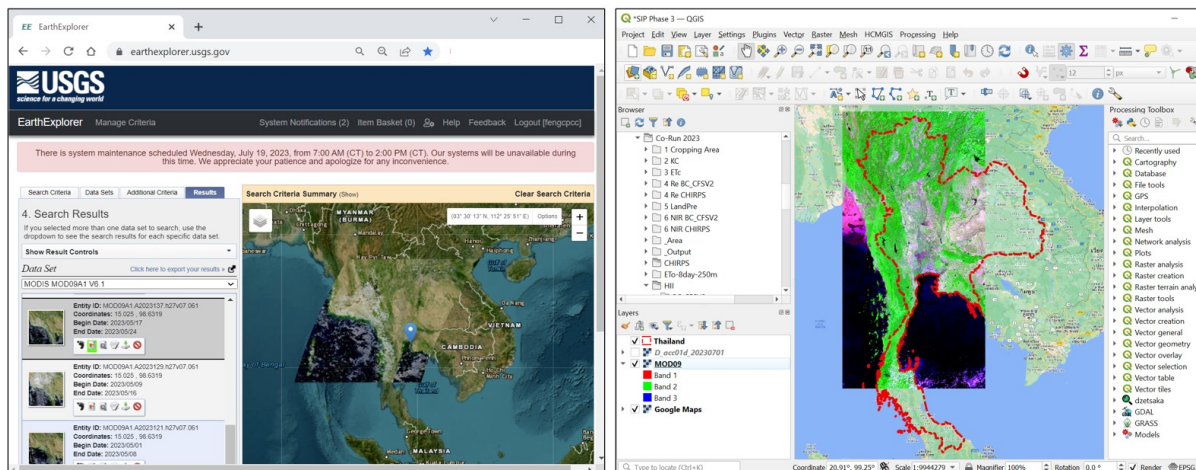 EE EarthExplorer
earthexplorer.usgs.gov
USGS
science for a changing world
EarthExplorer Manage Criteria System Notifications (2) Item Basket (0) Help Feedback Logout [fengcpcc]
There is system maintenance scheduled Wednesday, July 19, 2023, from 7:00 AM (CT) to 2:00 PM (CT). Our systems will be unavailable during
this time. We appreciate your patience and apologize for any inconvenience.
Search Criteria Data Sets Additional Criteria Results
4. Search Results
If you selected more than one data set to search, use the
dropdown to see the search results for each specific data set.
Show Result Controls
Data Set Click here to export your results »
MODIS MOD09A1 V6.1
Entity ID: MOD09A1.A2023137.h27v07.061
Coordinates: 15.025 , 98.6319
Begin Date: 2023/05/17
End Date: 2023/05/24
Entity ID: MOD09A1.A2023129.h27v07.061
Coordinates: 15.025 , 98.6319
Begin Date: 2023/05/09
End Date: 2023/05/16
Entity ID: MOD09A1.A2023121.h27v07.061
Coordinates: 15.025 , 98.6319
Begin Date: 2023/05/01
End Date: 2023/05/08
Search Criteria Summary (Show) Clear Search Criteria
(03° 30' 13" N, 112° 25' 51" E) Options
+
−
MYANMAR
(BURMA)
Mandalay
Haiphong
Da Nang
VIETNAM
CAMBODIA
Gulf of
Thailand
Medan
MALAYSIA
*SIP Phase 3 — QGIS
Project Edit View Layer Settings Plugins Vector Raster Mesh HCMGIS Processing Help
12 px
Browser
Co-Run 2023
1 Cropping Area
2 KC
3 ETc
4 Re BC_CFSV2
4 Re CHIRPS
5 LandPre
6 NIR BC_CFSV2
6 NIR CHIRPS
_Area
_Output
CHIRPS
ETo-8day-250m
HII
Layers
Thailand
D_acc01d_20230701
MOD09
Band 1
Band 2
Band 3
Google Maps
Processing Toolbox
Search...
Recently used
Cartography
Database
File tools
GPS
Interpolation
Layer tools
Mesh
Network analysis
Plots
Raster analysis
Raster creation
Raster terrain analy
Raster tools
Vector analysis
Vector creation
Vector general
Vector geometry
Vector overlay
Vector selection
Vector table
Vector tiles
dzetsaka
GDAL
GRASS
Models
Type to locate (Ctrl+K) Coordinate 20.91°, 99.25° Scale 1:9944279 Magnifier 100% Rotation 0.0 ° Render EPSG